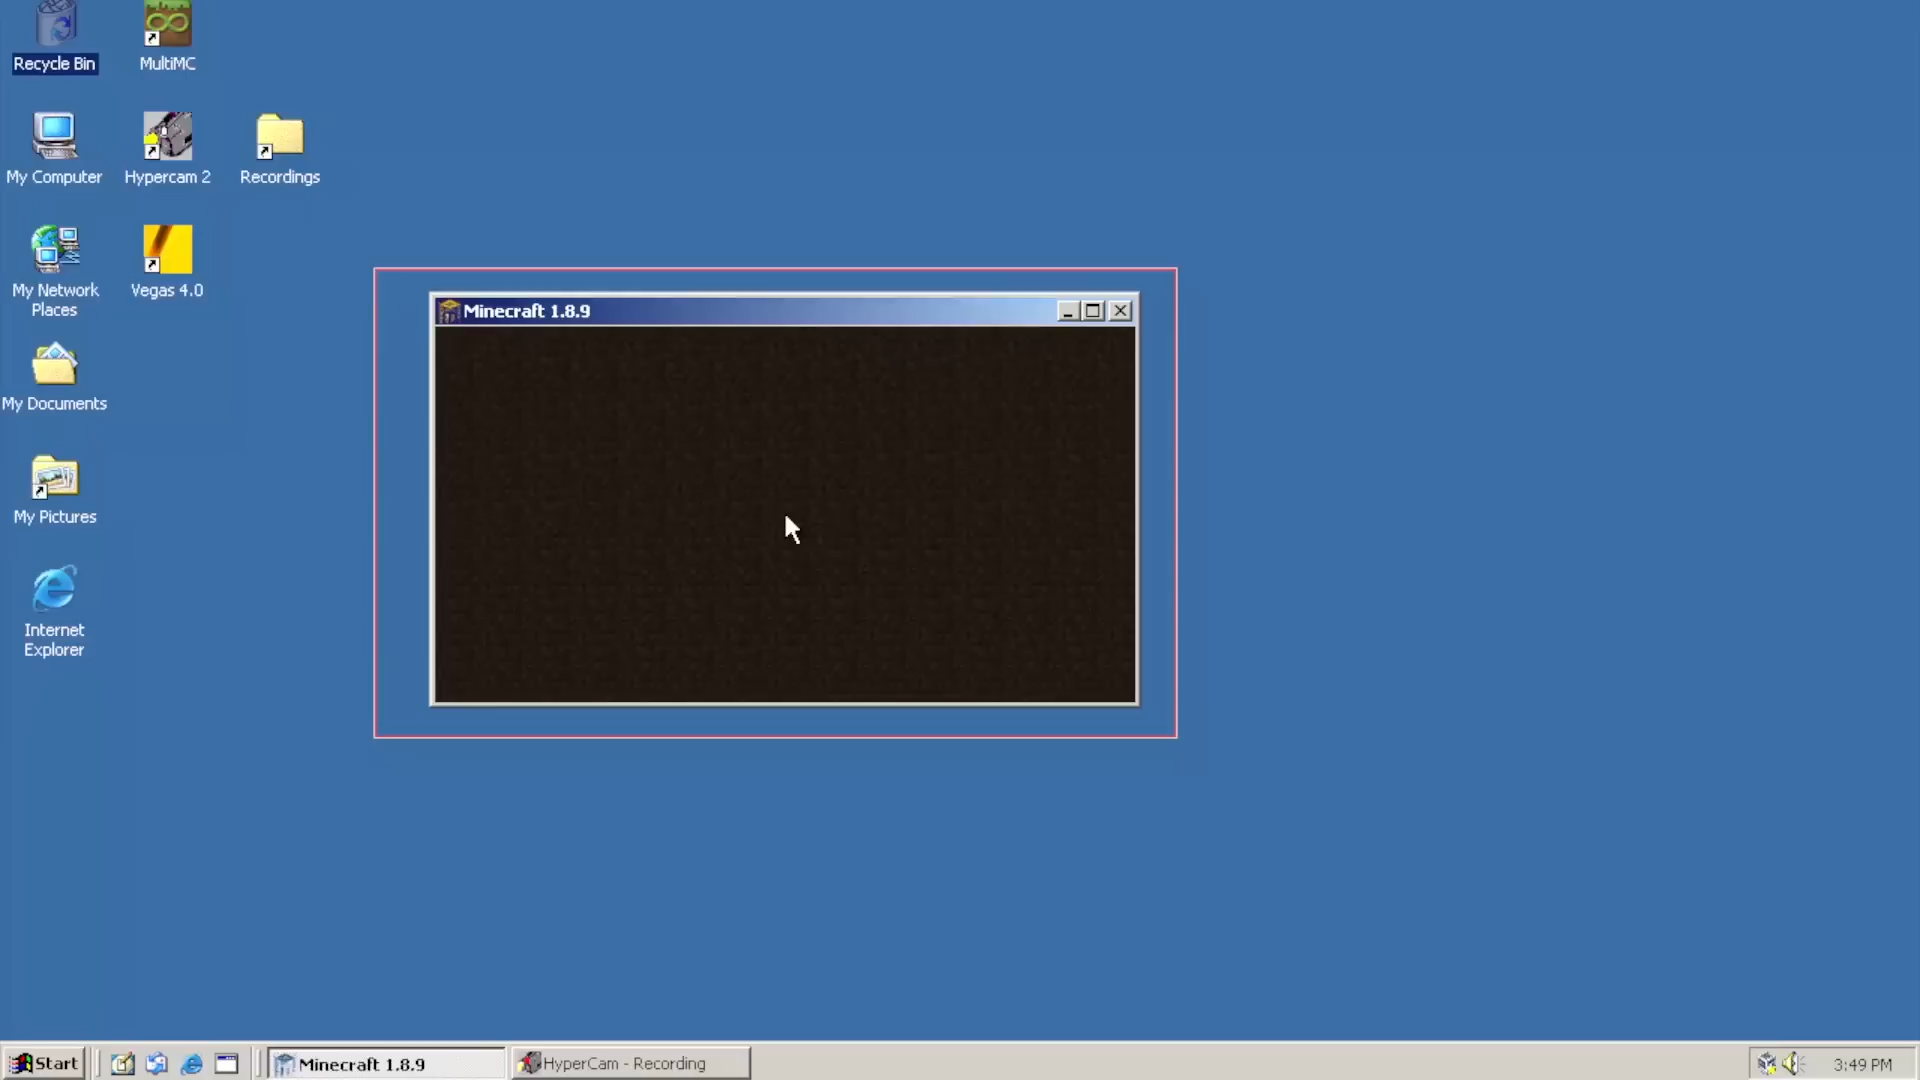 Recycle Bin
MultiMC
My Computer
Hypercam 2
Recordings
My Network
Places
Vegas 4.0
My Documents
My Pictures
Internet
Explorer
Minecraft 1.8.9
Start
Minecraft 1.8.9
HyperCam - Recording
3:49 PM